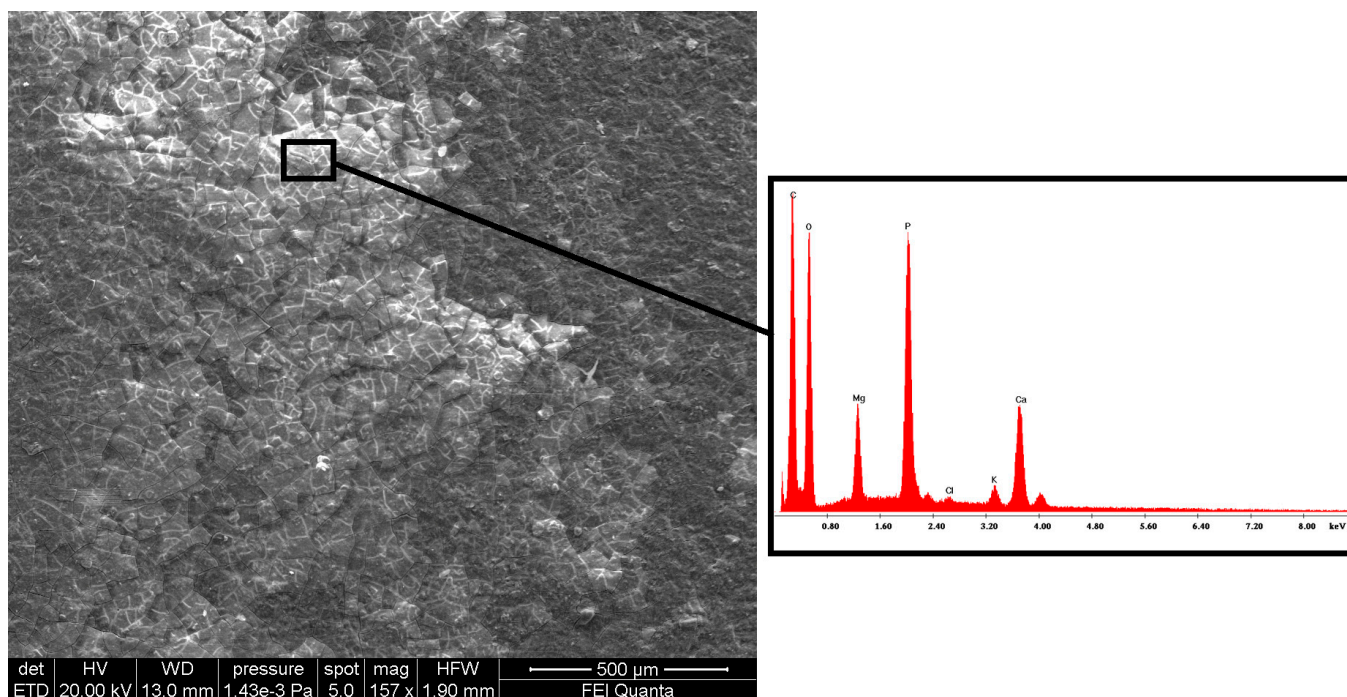 C
O
P
Mg
Ca
Cl
K
0.80 1.60 2.40 3.20 4.00 4.80 5.60 6.40 7.20 8.00 keV
det HV WD pressure spot mag HFW 500 µm
ETD 20.00 kV 13.0 mm 1.43e-3 Pa 5.0 157 x 1.90 mm FEI Quanta